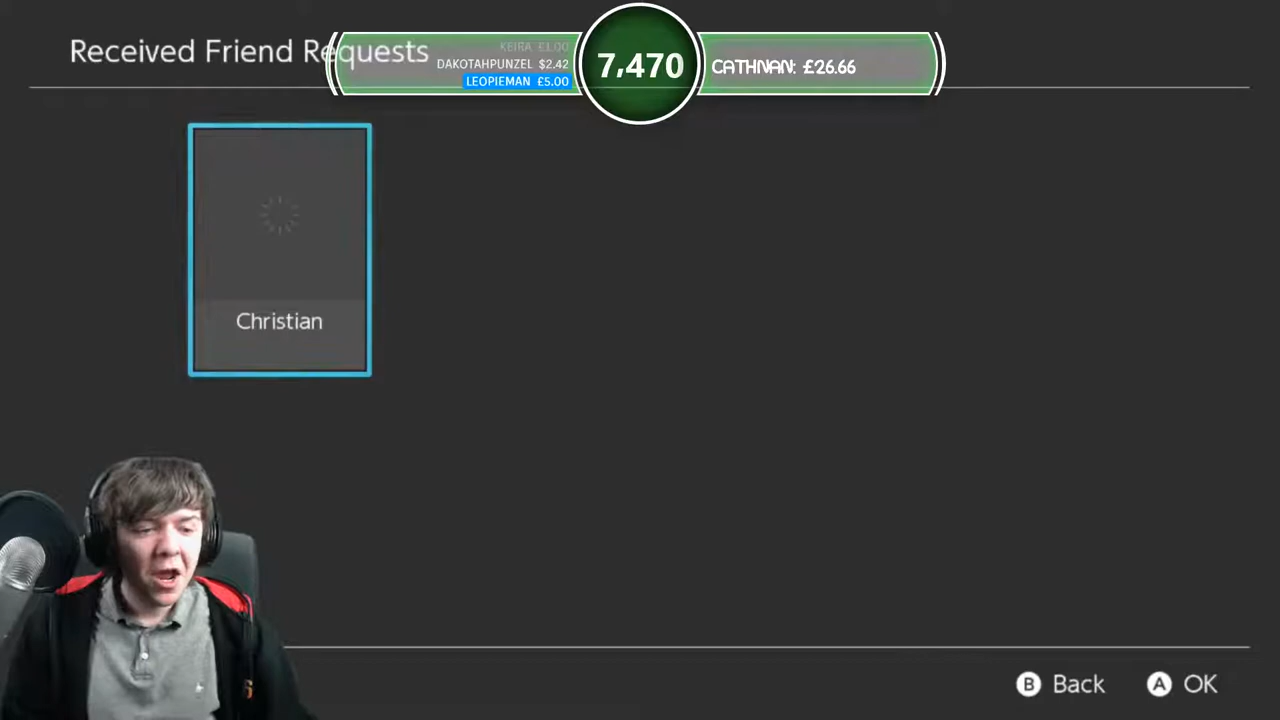 Received Friend Requests
KEIRA £1.00
DAKOTAHPUNZEL $2.42
LEOPIEMAN £5.00
7,470
CATHNAN: £26.66
Christian
B Back
A OK